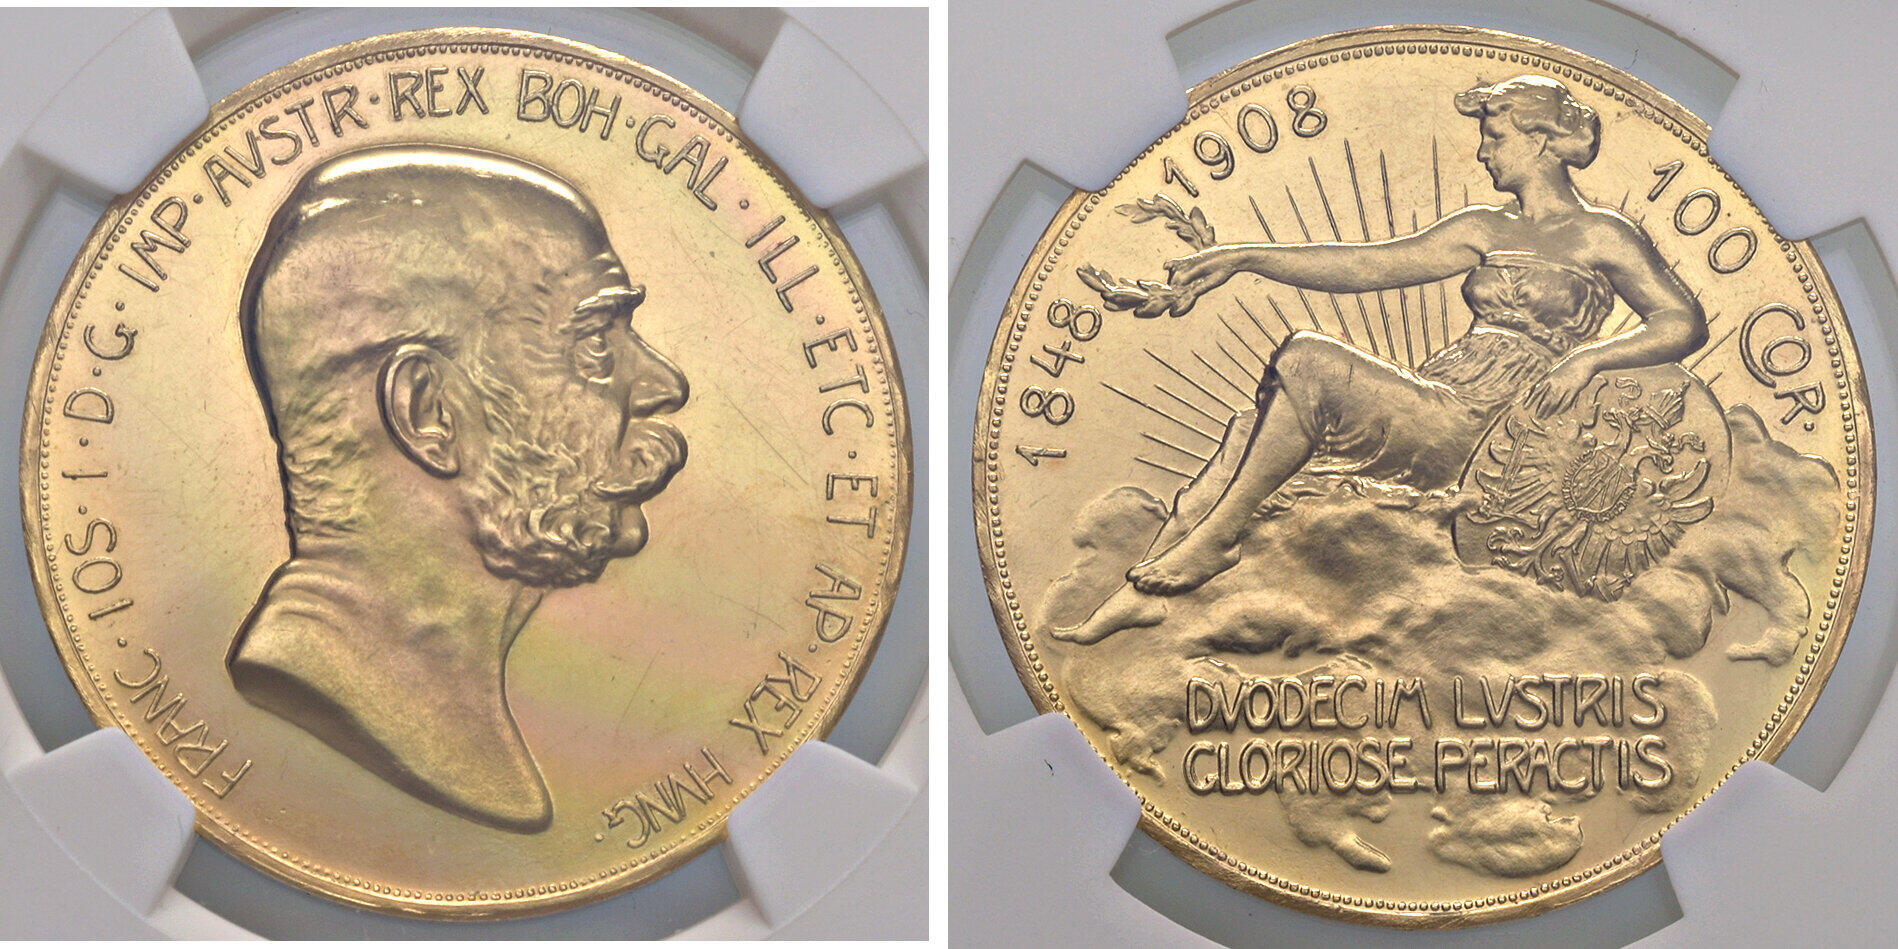 FRANC · IOS · I · D · G · IMP · AVSTR · REX BOH · GAL · ILL · ETC · ET AP · REX HVNG ·
1848 1908 100 COR.
DVODECIM LVSTRIS
GLORIOSE PERACTIS